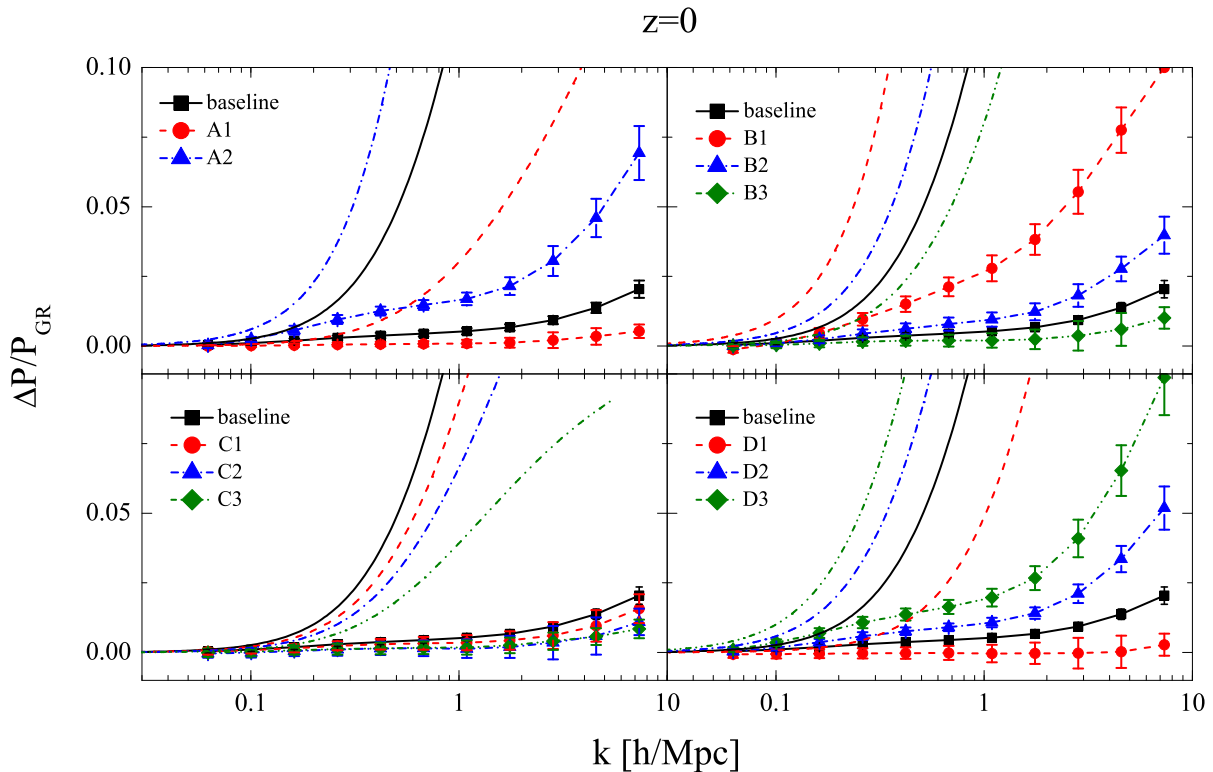 z=0
0.10
0.05
0.00
baseline
A1
A2
baseline
B1
B2
B3
ΔP/P_GR
0.05
0.00
baseline
C1
C2
C3
baseline
D1
D2
D3
0.1
1
10
0.1
1
10
k [h/Mpc]